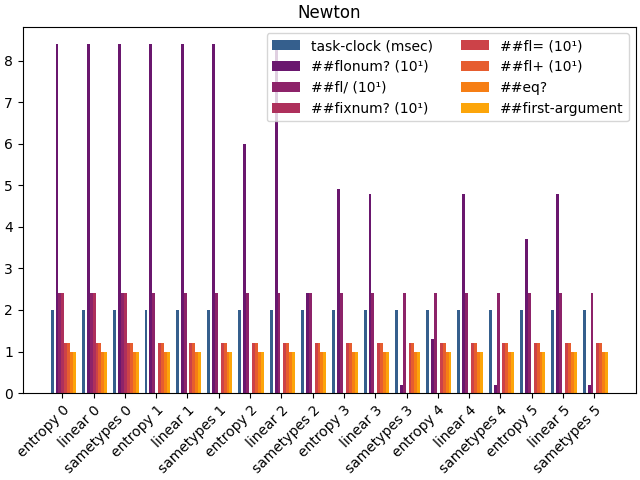 Newton
task-clock (msec)
##flonum? (10¹)
##fl/ (10¹)
##fixnum? (10¹)
##fl= (10¹)
##fl+ (10¹)
##eq?
##first-argument
8
7
6
5
4
3
2
1
0
entropy 0
linear 0
sametypes 0
entropy 1
linear 1
sametypes 1
entropy 2
linear 2
sametypes 2
entropy 3
linear 3
sametypes 3
entropy 4
linear 4
sametypes 4
entropy 5
linear 5
sametypes 5